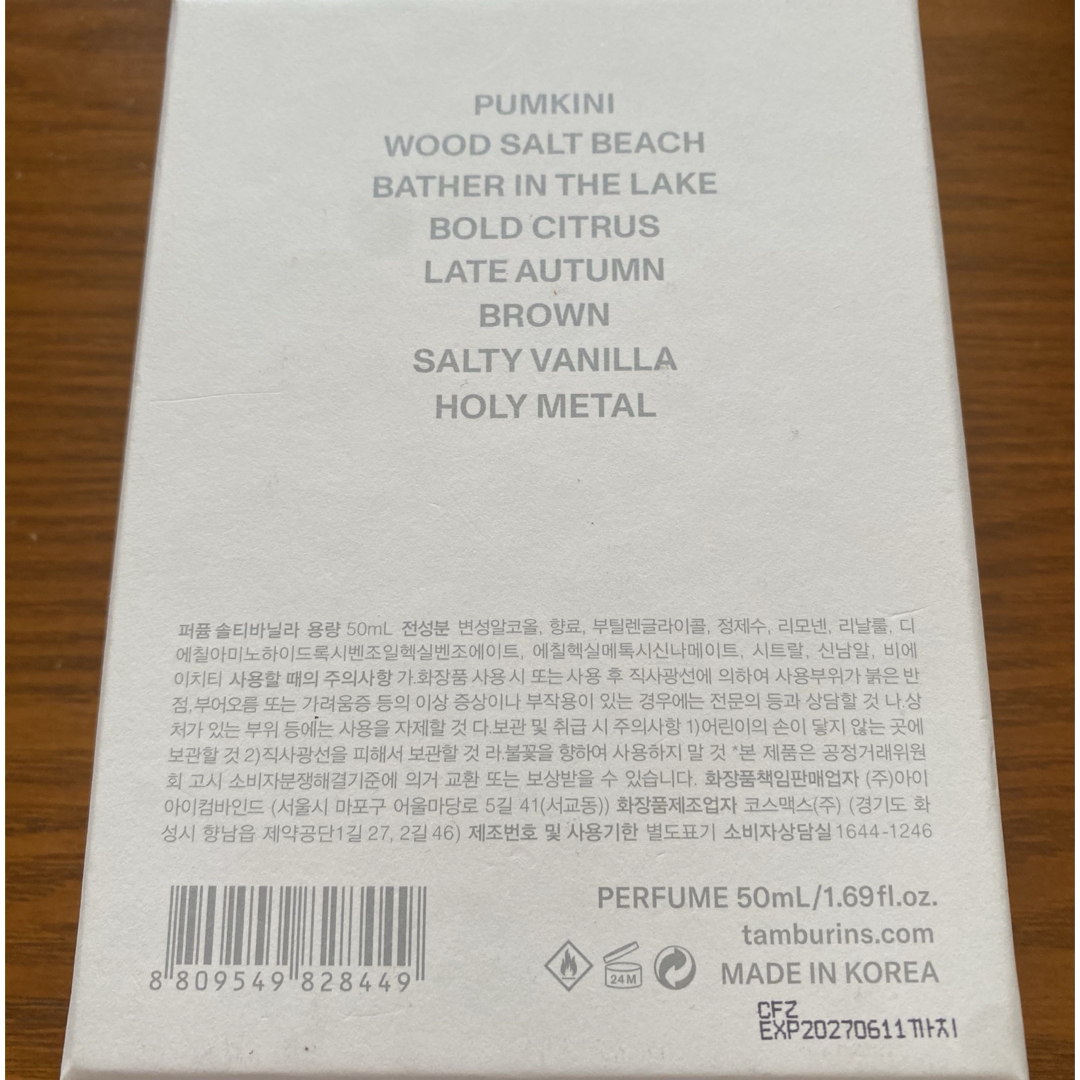 PUMKINI
WOOD SALT BEACH
BATHER IN THE LAKE
BOLD CITRUS
LATE AUTUMN
BROWN
SALTY VANILLA
HOLY METAL
퍼퓸 솔티바닐라 용량 50mL 전성분 변성알코올, 향료, 부틸렌글라이콜, 정제수, 리모넨, 리날룰, 디
에칠아미노하이드록시벤조일헥실벤조에이트, 에칠헥실메톡시신나메이트, 시트랄, 신남알, 비에
이치티 사용할 때의 주의사항 가.화장품 사용 시 또는 사용 후 직사광선에 의하여 사용부위가 붉은 반
점,부어오름 또는 가려움증 등의 이상 증상이나 부작용이 있는 경우에는 전문의 등과 상담할 것 나.상
처가 있는 부위 등에는 사용을 자제할 것 다.보관 및 취급 시 주의사항 1)어린이의 손이 닿지 않는 곳에
보관할 것 2)직사광선을 피해서 보관할 것 라.불꽃을 향하여 사용하지 말 것 *본 제품은 공정거래위원
회 고시 소비자분쟁해결기준에 의거 교환 또는 보상받을 수 있습니다. 화장품책임판매업자 (주)아이
아이컴바인드 (서울시 마포구 어울마당로 5길 41(서교동)) 화장품제조업자 코스맥스(주) (경기도 화
성시 향남읍 제약공단1길 27, 2길 46) 제조번호 및 사용기한 별도표기 소비자상담실 1644-1246
PERFUME 50mL/1.69fl.oz.
tamburins.com
24M
MADE IN KOREA
8 809549 828449
CFZ
EXP20270611까지